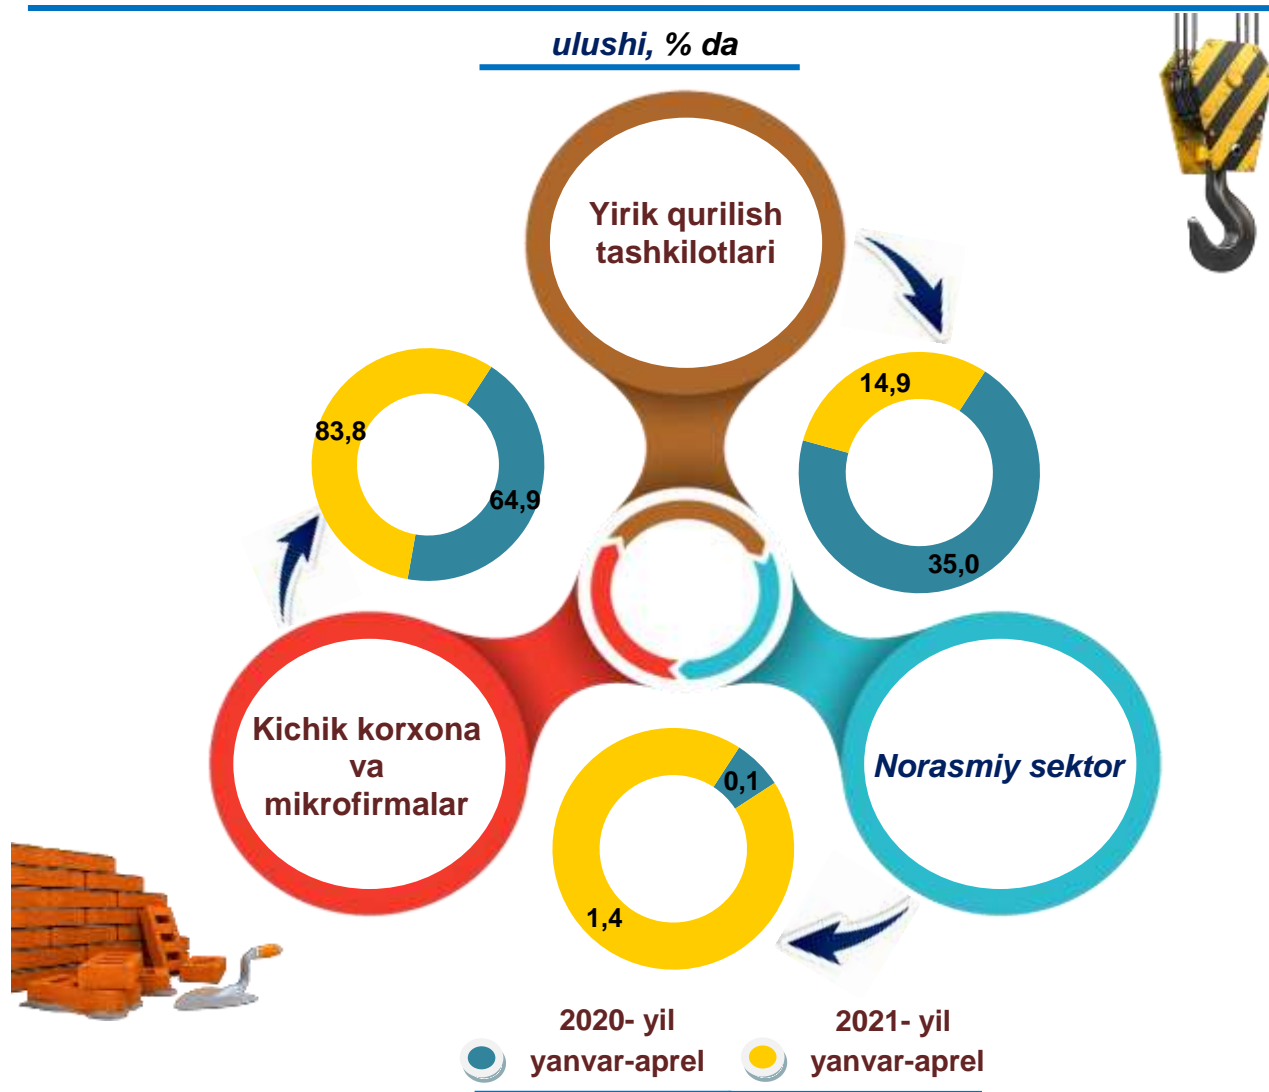 ulushi, % da
Yirik qurilish
tashkilotlari
83,8
64,9
14,9
35,0
Kichik korxona
va
mikrofirmalar
Norasmiy sektor
0,1
1,4
2020- yil
yanvar-aprel
2021- yil
yanvar-aprel